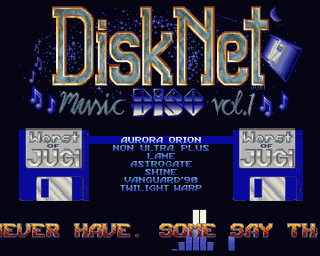 DiskNet
JUGI
Music DISC vol.1
Worst OF JUGI
AURORA ORION
NON ULTRA PLUS
LAME
ASTROGATE
SHINE
VANGUARD'90
TWILIGHT WARP
Worst OF JUGI
NEVER HAVE. SOME SAY TH